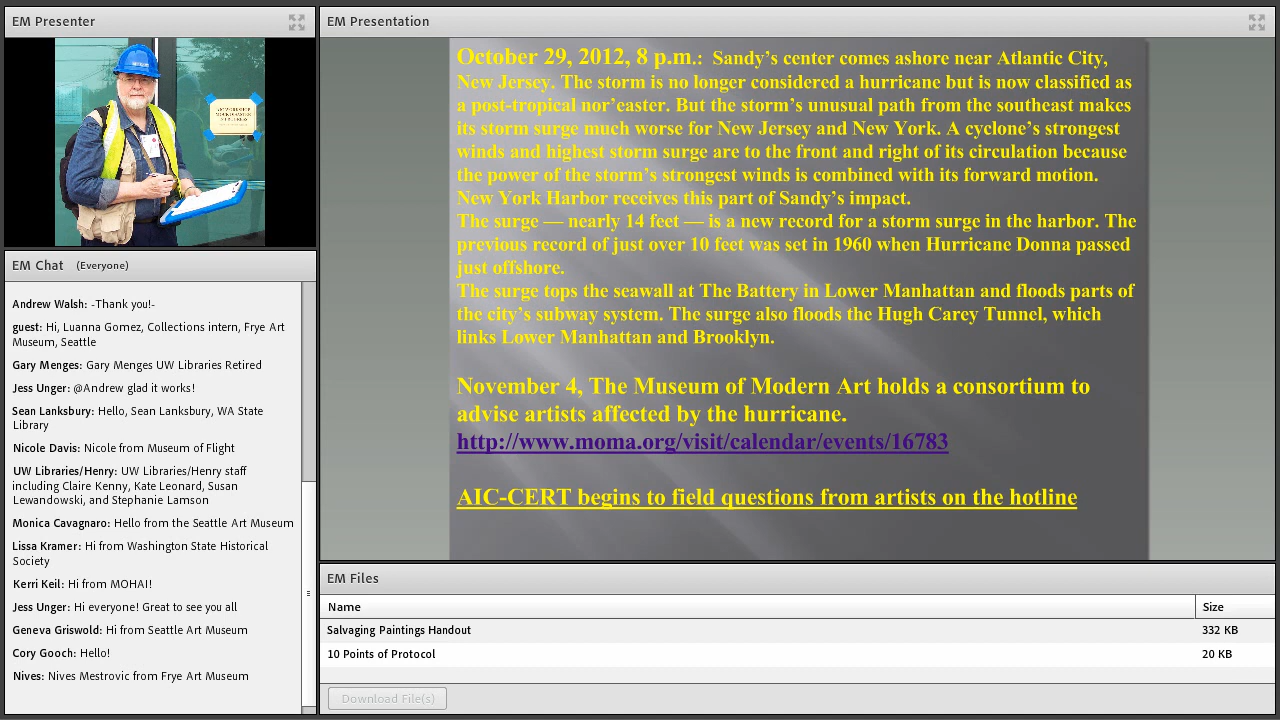 EM Presenter
EM Chat (Everyone)
Andrew Walsh: -Thank you!-
guest: Hi, Luanna Gomez, Collections intern, Frye Art
Museum, Seattle
Gary Menges: Gary Menges UW Libraries Retired
Jess Unger: @Andrew glad it works!
Sean Lanksbury: Hello, Sean Lanksbury, WA State
Library
Nicole Davis: Nicole from Museum of Flight
UW Libraries/Henry: UW Libraries/Henry staff
including Claire Kenny, Kate Leonard, Susan
Lewandowski, and Stephanie Lamson
Monica Cavagnaro: Hello from the Seattle Art Museum
Lissa Kramer: Hi from Washington State Historical
Society
Kerri Keil: Hi from MOHAI!
Jess Unger: Hi everyone! Great to see you all
Geneva Griswold: Hi from Seattle Art Museum
Cory Gooch: Hello!
Nives: Nives Mestrovic from Frye Art Museum
EM Presentation
October 29, 2012, 8 p.m.: Sandy’s center comes ashore near Atlantic City,
New Jersey. The storm is no longer considered a hurricane but is now classified as
a post-tropical nor’easter. But the storm’s unusual path from the southeast makes
its storm surge much worse for New Jersey and New York. A cyclone’s strongest
winds and highest storm surge are to the front and right of its circulation because
the power of the storm’s strongest winds is combined with its forward motion.
New York Harbor receives this part of Sandy’s impact.
The surge — nearly 14 feet — is a new record for a storm surge in the harbor. The
previous record of just over 10 feet was set in 1960 when Hurricane Donna passed
just offshore.
The surge tops the seawall at The Battery in Lower Manhattan and floods parts of
the city’s subway system. The surge also floods the Hugh Carey Tunnel, which
links Lower Manhattan and Brooklyn.
November 4, The Museum of Modern Art holds a consortium to
advise artists affected by the hurricane.
http://www.moma.org/visit/calendar/events/16783
AIC-CERT begins to field questions from artists on the hotline
EM Files
Name Size
Salvaging Paintings Handout 332 KB
10 Points of Protocol 20 KB
Download File(s)